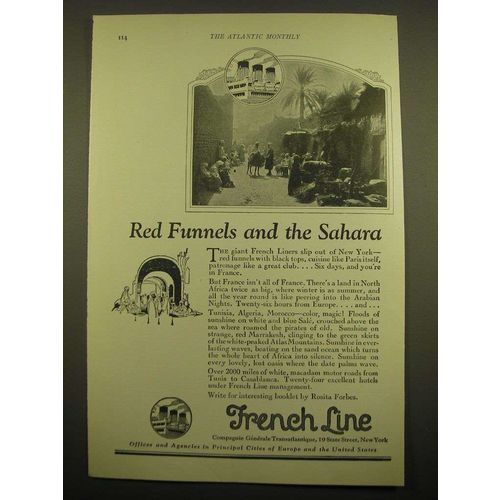 114
THE ATLANTIC MONTHLY
Red Funnels and the Sahara
THE giant French Liners slip out of New York—
red funnels with black tops, cuisine like Paris itself,
patronage like a great club. . . . Six days, and you're
in France.
But France isn't all of France. There's a land in North
Africa twice as big, where winter is as summer, and
all the year round is like peering into the Arabian
Nights. Twenty-six hours from Europe. . . . and . . .
Tunisia, Algeria, Morocco—color, magic! Floods of
sunshine on white and blue Salé, crouched above the
sea where roamed the pirates of old. Sunshine on
strange, red Marrakesh, clinging to the green skirts
of the white-peaked Atlas Mountains. Sunshine in ever-
lasting waves, beating on the sand ocean which turns
the whole heart of Africa into silence. Sunshine on
every lovely, lost oasis where the date palms wave.
Over 2000 miles of white, macadam motor roads from
Tunis to Casablanca. Twenty-four excellent hotels
under French Line management.
Write for interesting booklet by Rosita Forbes.
French Line
Compagnie Générale Transatlantique, 19 State Street, New York
Offices and Agencies in Principal Cities of Europe and the United States